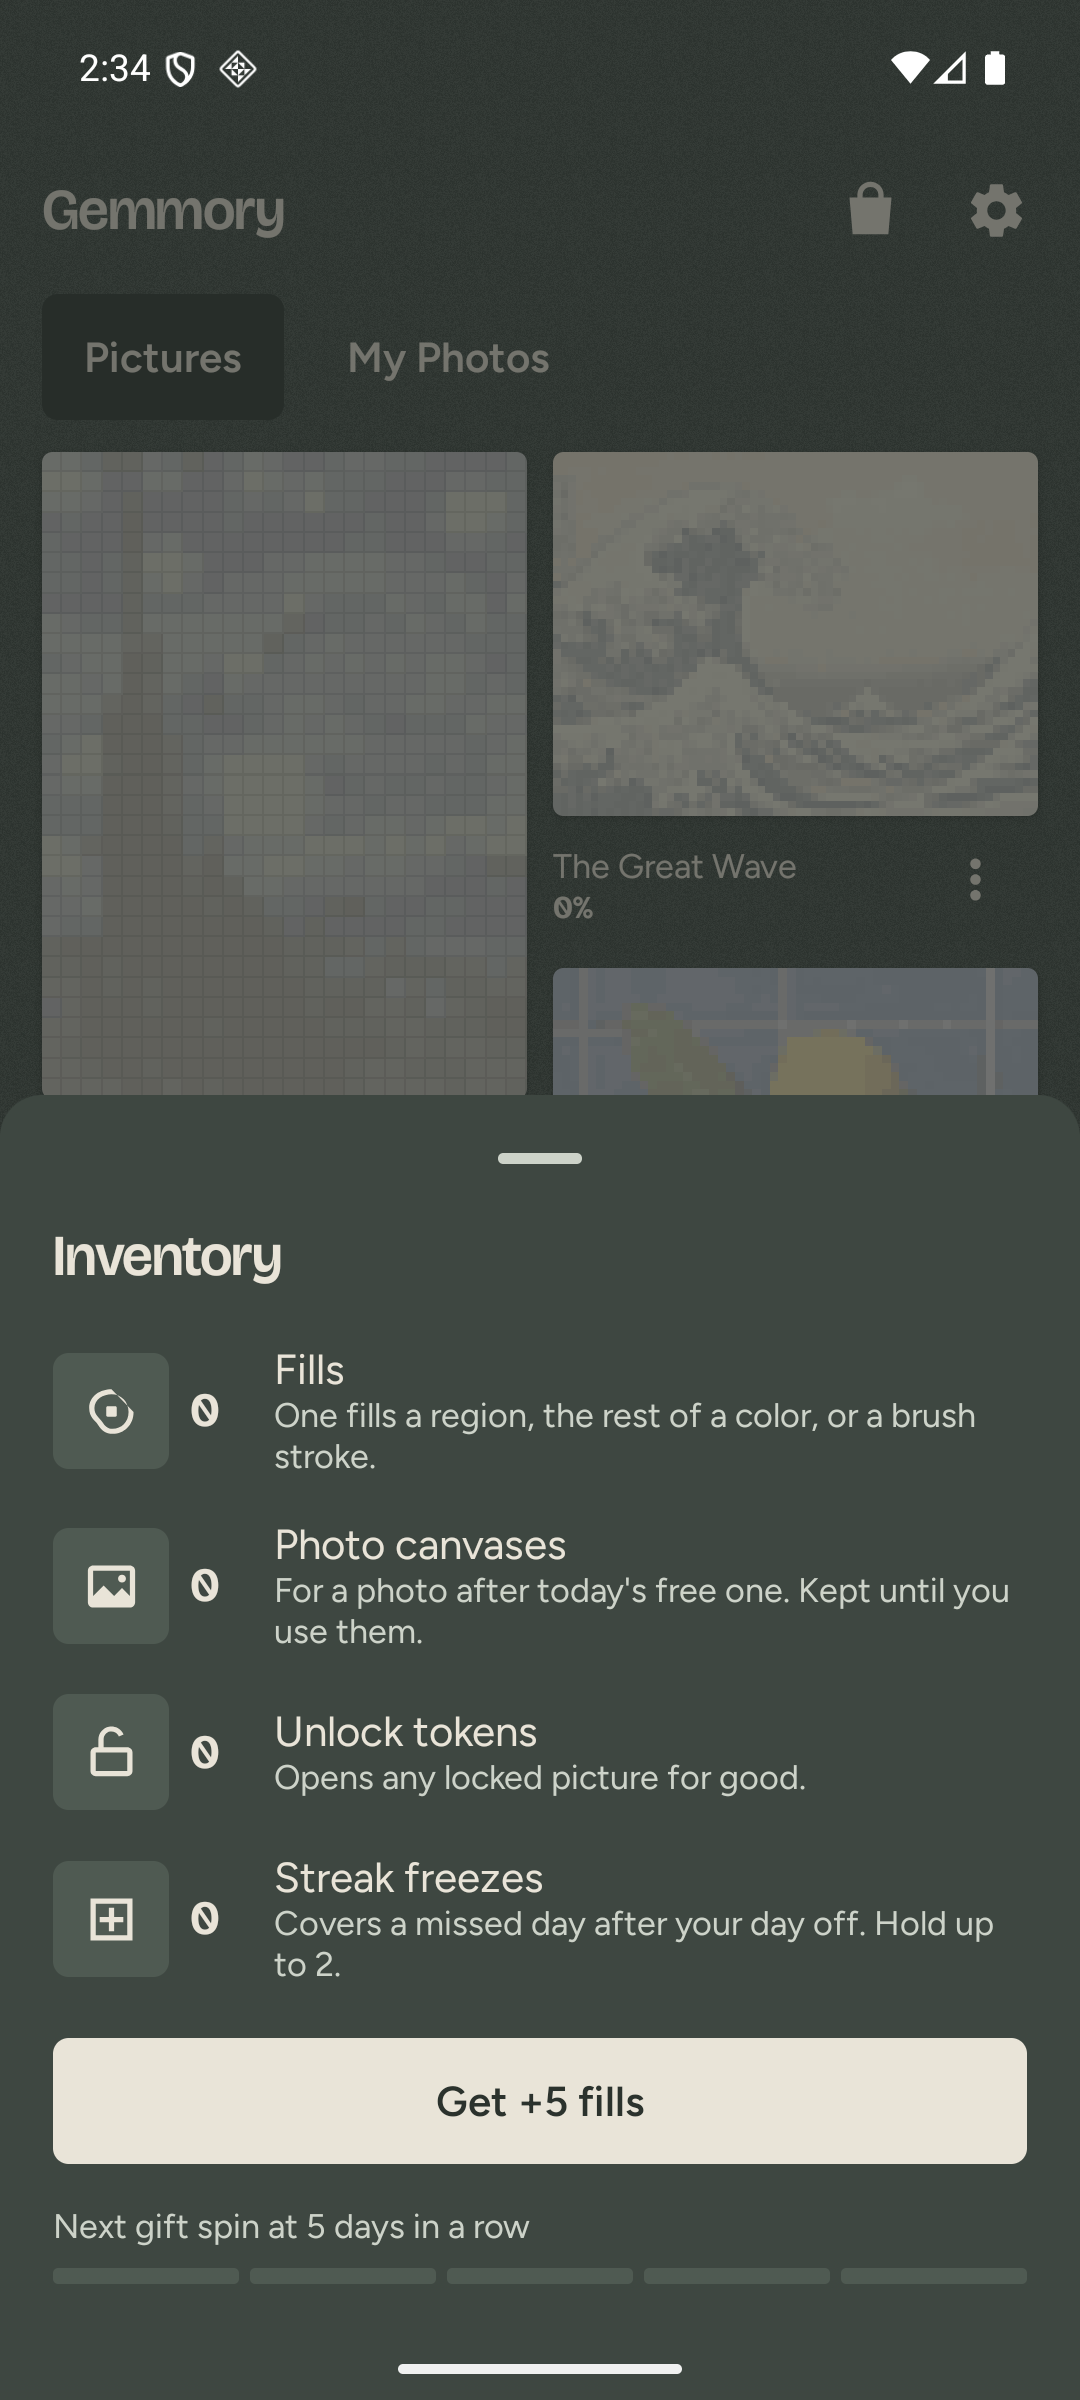 2:34
Gemmory
Pictures
My Photos
The Great Wave
0%
Inventory
0
Fills
One fills a region, the rest of a color, or a brush
stroke.
0
Photo canvases
For a photo after today's free one. Kept until you
use them.
0
Unlock tokens
Opens any locked picture for good.
0
Streak freezes
Covers a missed day after your day off. Hold up
to 2.
Get +5 fills
Next gift spin at 5 days in a row